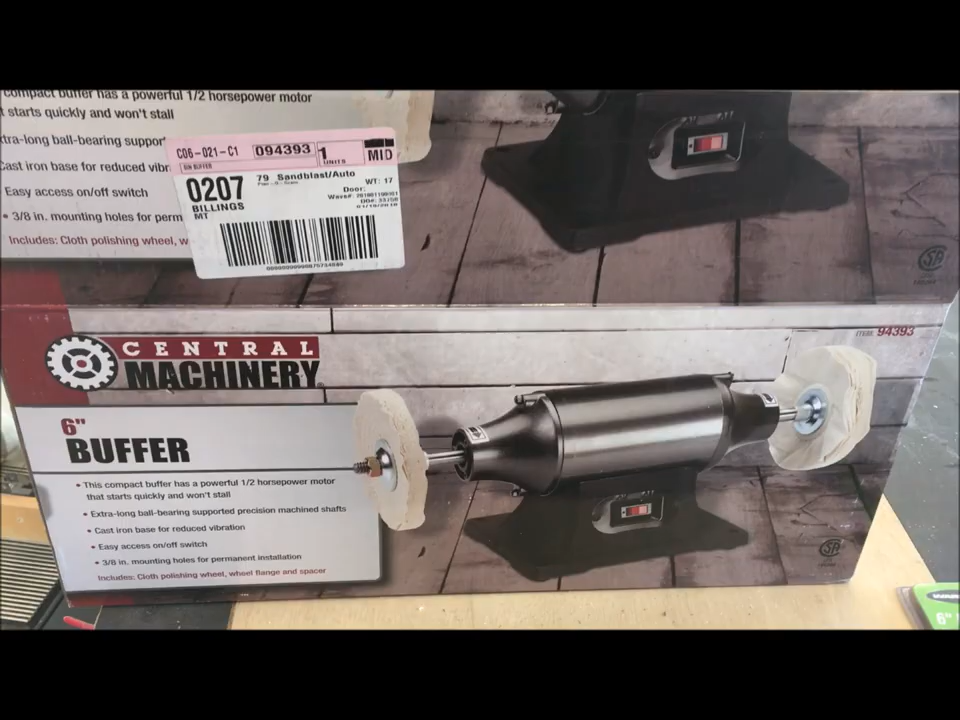 compact buffer has a powerful 1/2 horsepower motor
t starts quickly and won't stall
xtra-long ball-bearing support
Cast iron base for reduced vibr
Easy access on/off switch
• 3/8 in. mounting holes for perm
Includes: Cloth polishing wheel, w
C06-021-C1 094393 1 UNITS MID
6IN BUFFER
0207 79 Sandblast/Auto
WT: 17
BILLINGS Door:
MT
ITEM 94393
CENTRAL
MACHINERY
6"
BUFFER
• This compact buffer has a powerful 1/2 horsepower motor
that starts quickly and won't stall
• Extra-long ball-bearing supported precision machined shafts
• Cast iron base for reduced vibration
• Easy access on/off switch
• 3/8 in. mounting holes for permanent installation
Includes: Cloth polishing wheel, wheel flange and spacer
6"